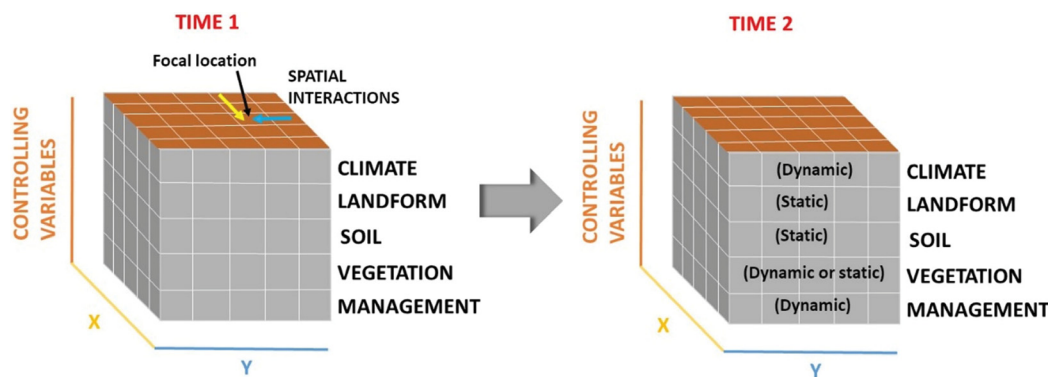 TIME 1
Focal location
SPATIAL
INTERACTIONS
CONTROLLING
VARIABLES
CLIMATE
LANDFORM
SOIL
VEGETATION
MANAGEMENT
X
Y
TIME 2
CONTROLLING
VARIABLES
(Dynamic) CLIMATE
(Static) LANDFORM
(Static) SOIL
(Dynamic or static) VEGETATION
(Dynamic) MANAGEMENT
X
Y